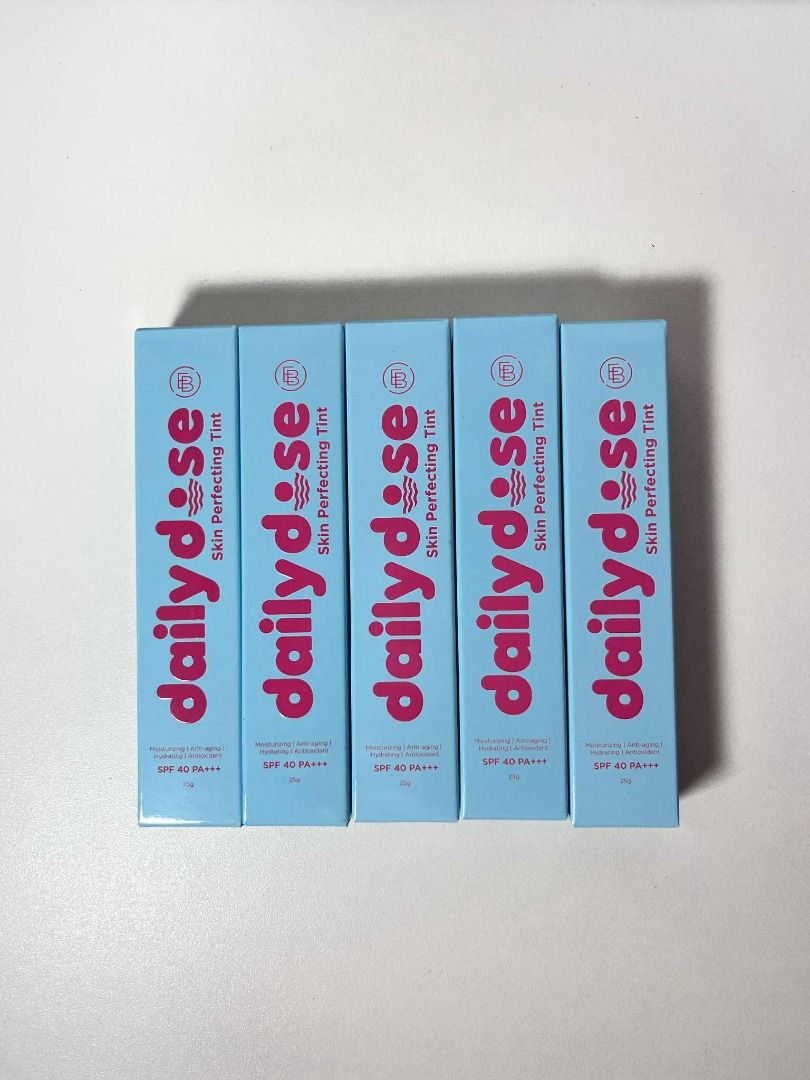 EB
dailydose
Skin Perfecting Tint
Moisturizing | Anti-aging |
Hydrating | Antioxidant
SPF 40 PA+++
25g
EB
dailydose
Skin Perfecting Tint
Moisturizing | Anti-aging |
Hydrating | Antioxidant
SPF 40 PA+++
25g
EB
dailydose
Skin Perfecting Tint
Moisturizing | Anti-aging |
Hydrating | Antioxidant
SPF 40 PA+++
25g
EB
dailydose
Skin Perfecting Tint
Moisturizing | Anti-aging |
Hydrating | Antioxidant
SPF 40 PA+++
25g
EB
dailydose
Skin Perfecting Tint
Moisturizing | Anti-aging |
Hydrating | Antioxidant
SPF 40 PA+++
25g